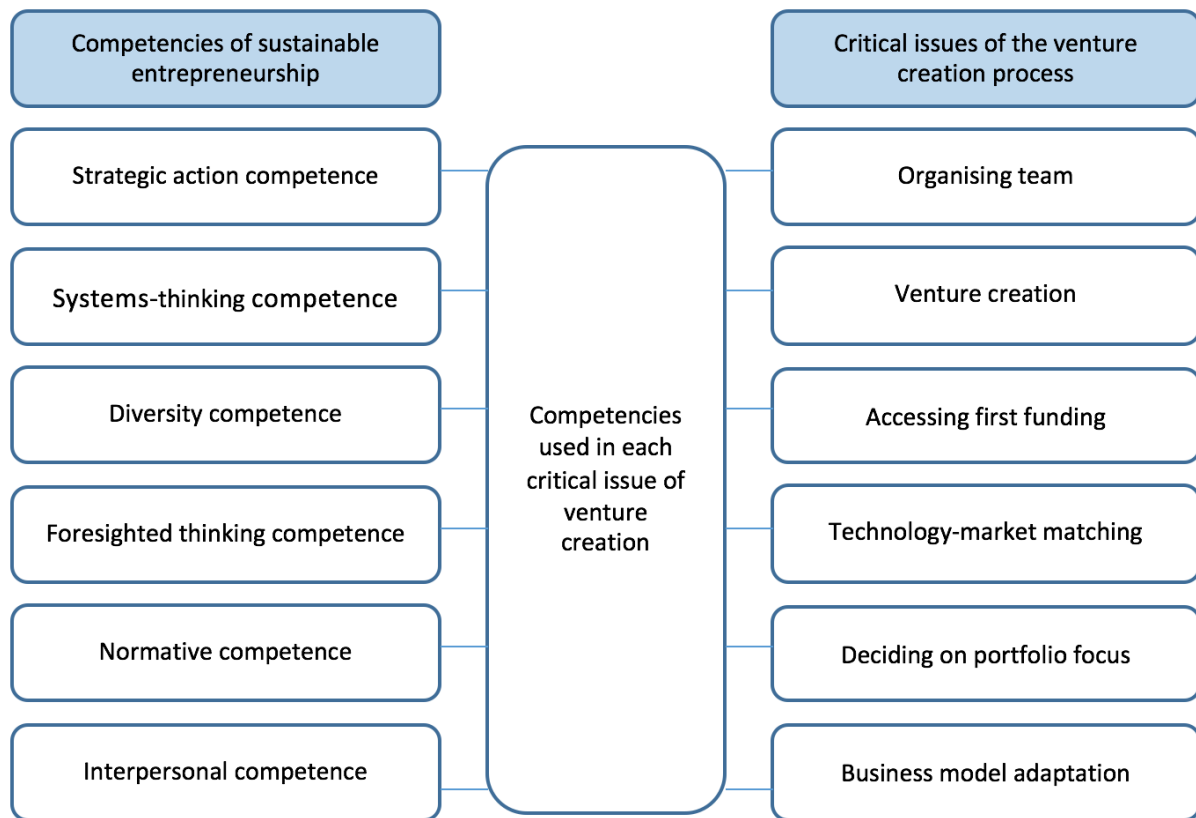 Competencies of sustainable
entrepreneurship
Strategic action competence
Systems-thinking competence
Diversity competence
Foresighted thinking competence
Normative competence
Interpersonal competence
Competencies
used in each
critical issue of
venture
creation
Critical issues of the venture
creation process
Organising team
Venture creation
Accessing first funding
Technology-market matching
Deciding on portfolio focus
Business model adaptation